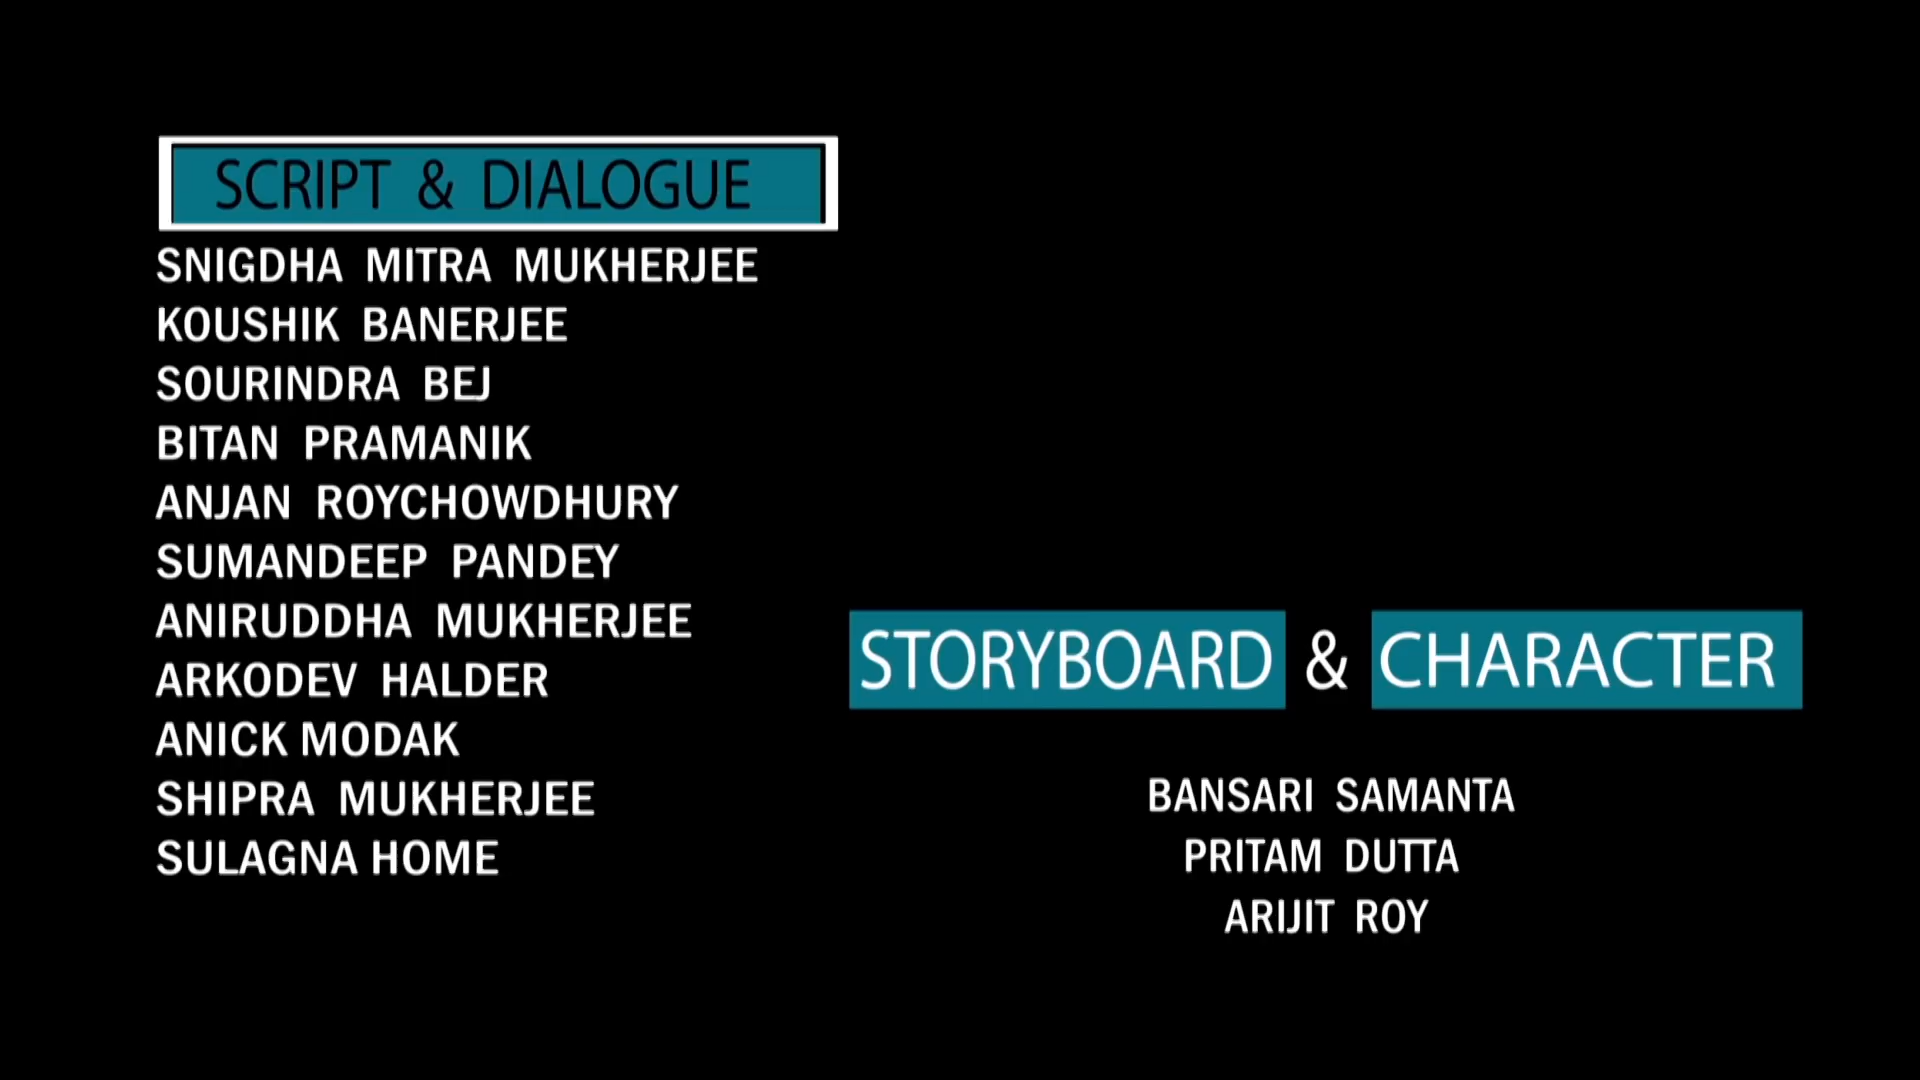 SCRIPT & DIALOGUE
SNIGDHA MITRA MUKHERJEE
KOUSHIK BANERJEE
SOURINDRA BEJ
BITAN PRAMANIK
ANJAN ROYCHOWDHURY
SUMANDEEP PANDEY
ANIRUDDHA MUKHERJEE
ARKODEV HALDER
ANICK MODAK
SHIPRA MUKHERJEE
SULAGNA HOME
STORYBOARD & CHARACTER
BANSARI SAMANTA
PRITAM DUTTA
ARIJIT ROY